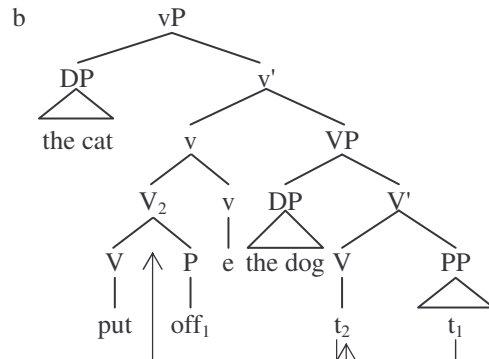 b vP
DP v'
the cat v VP
V₂ v DP V'
V P e the dog V PP
put off₁ t₂ t₁